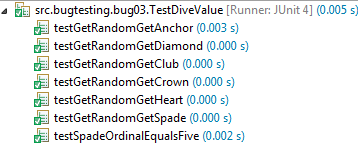 src.bugtesting.bug03.TestDiveValue [Runner: JUnit 4] (0.005 s)
testGetRandomGetAnchor (0.003 s)
testGetRandomGetDiamond (0.000 s)
testGetRandomGetClub (0.000 s)
testGetRandomGetCrown (0.000 s)
testGetRandomGetHeart (0.000 s)
testGetRandomGetSpade (0.000 s)
testSpadeOrdinalEqualsFive (0.002 s)